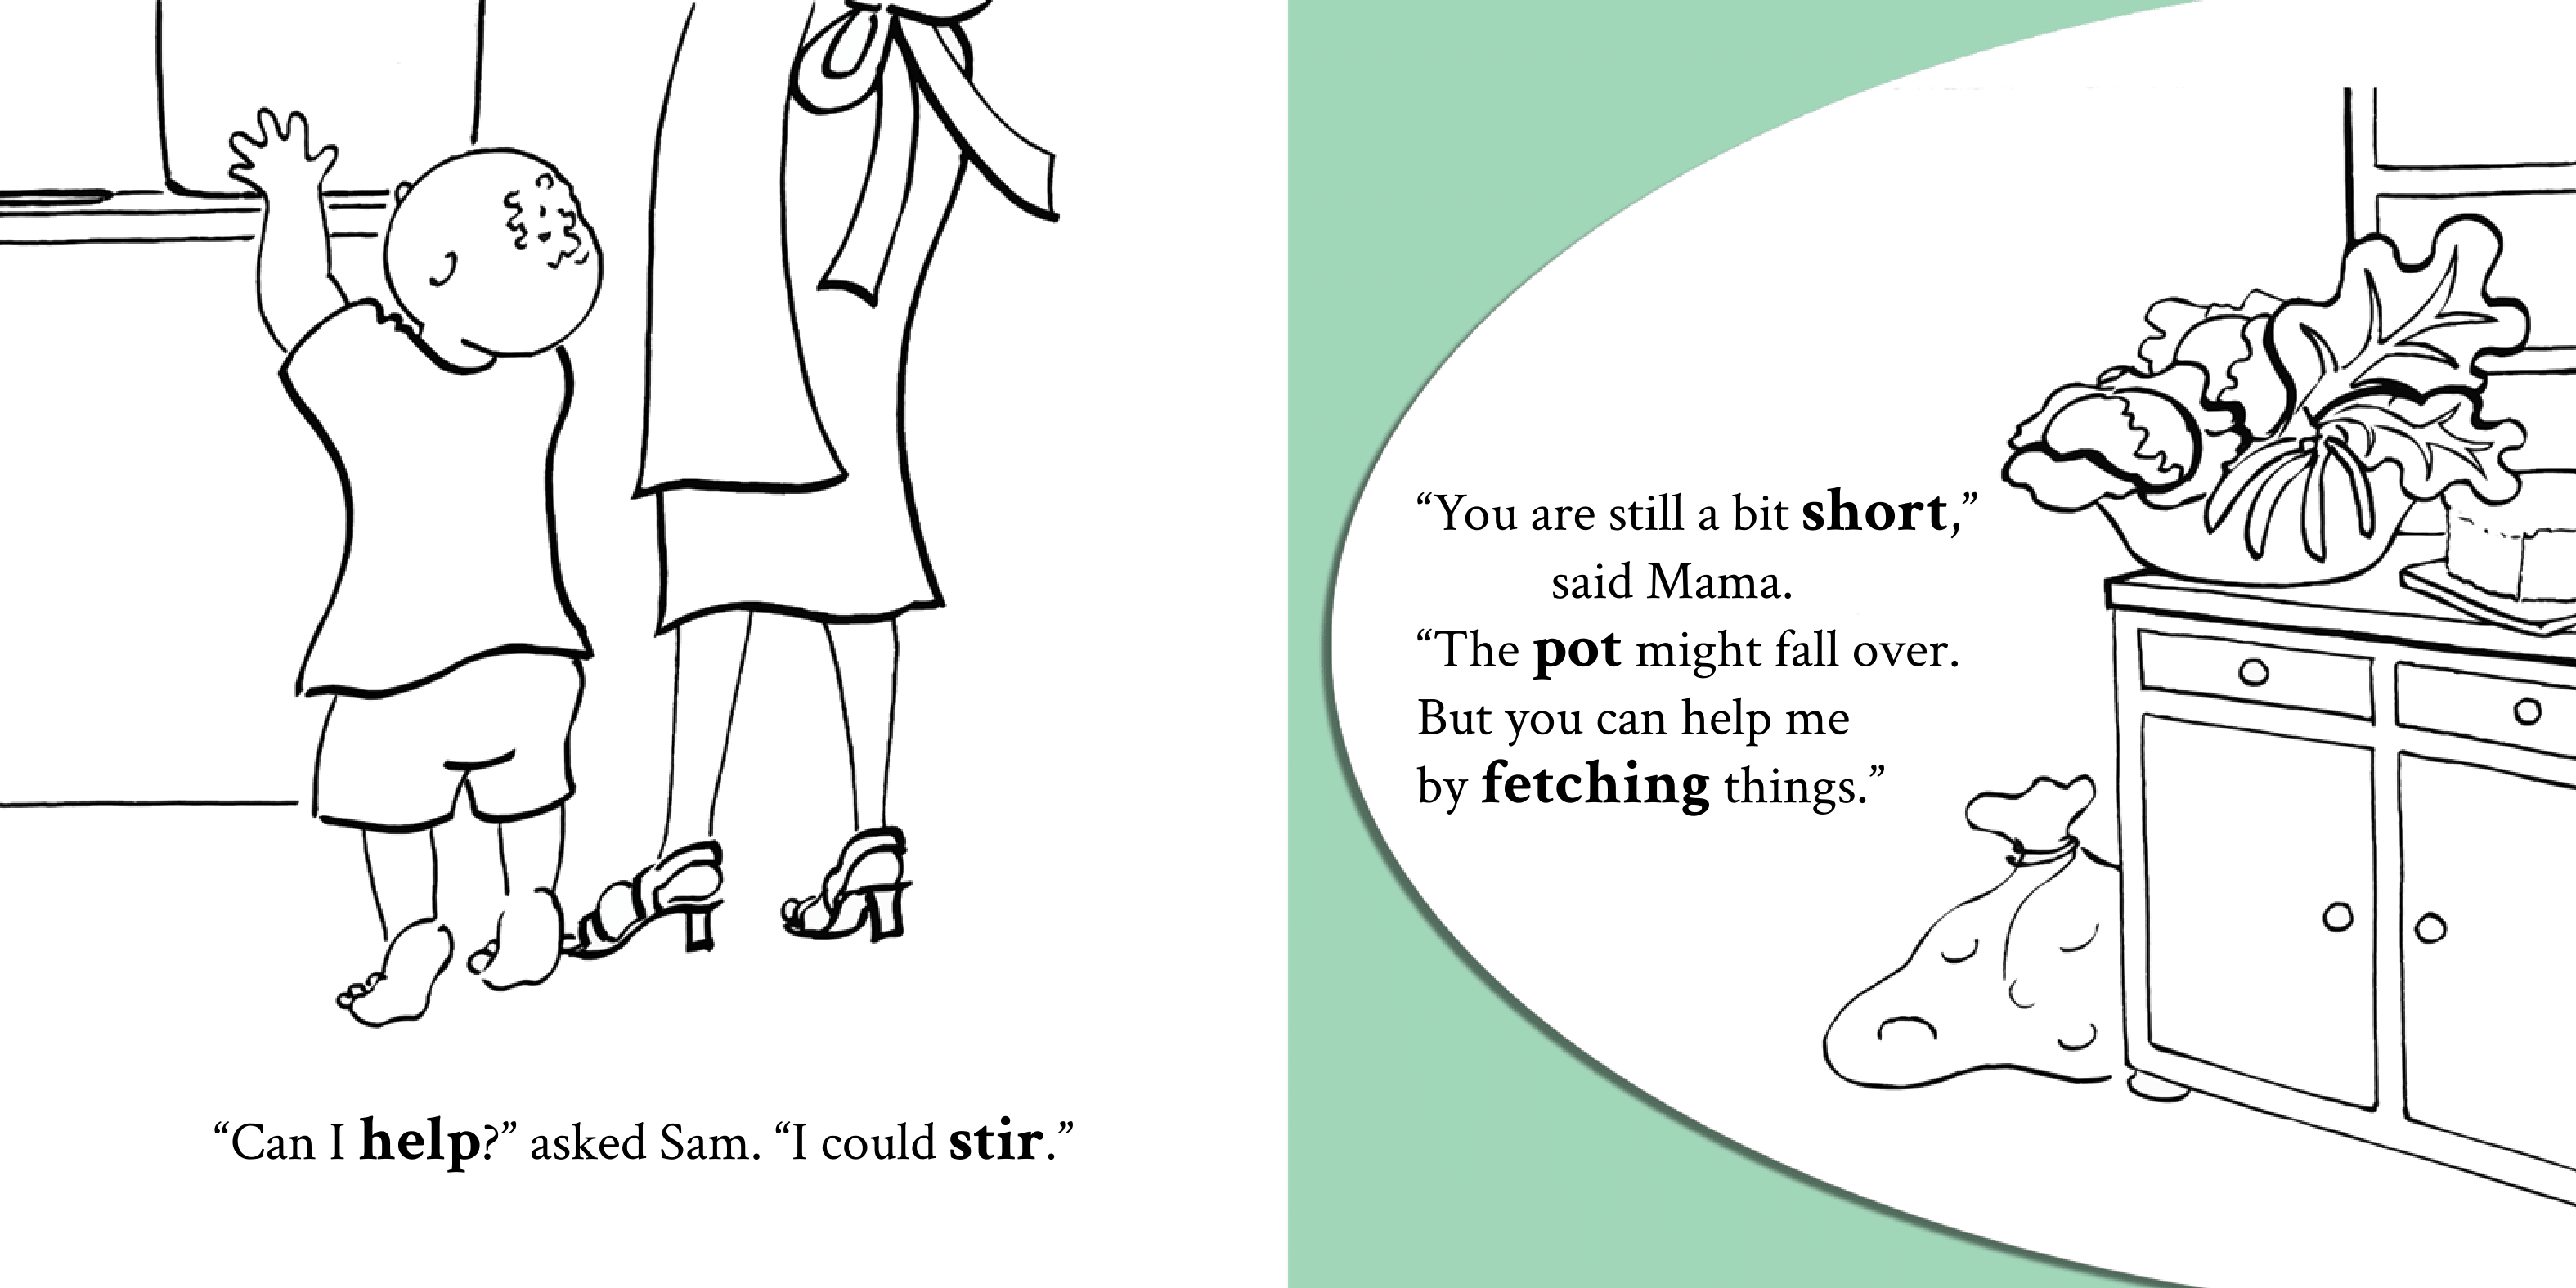 “Can I help?” asked Sam. “I could stir.”
“You are still a bit short,”
said Mama.
“The pot might fall over.
But you can help me
by fetching things.”